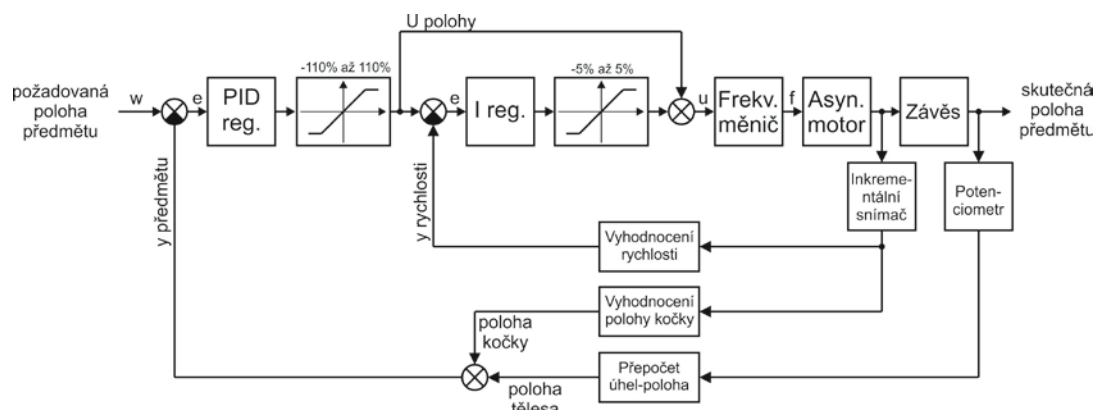 U polohy
-110% až 110%
-5% až 5%
požadovaná
poloha
předmětu
w
e
PID
reg.
e
I reg.
u
Frekv.
měnič
f
Asyn.
motor
Závěs
skutečná
poloha
předmětu
y předmětu
y rychlosti
Inkreme-
ntální
snímač
Poten-
ciometr
Vyhodnocení
rychlosti
Vyhodnocení
polohy kočky
poloha
kočky
Přepočet
úhel-poloha
poloha
tělesa